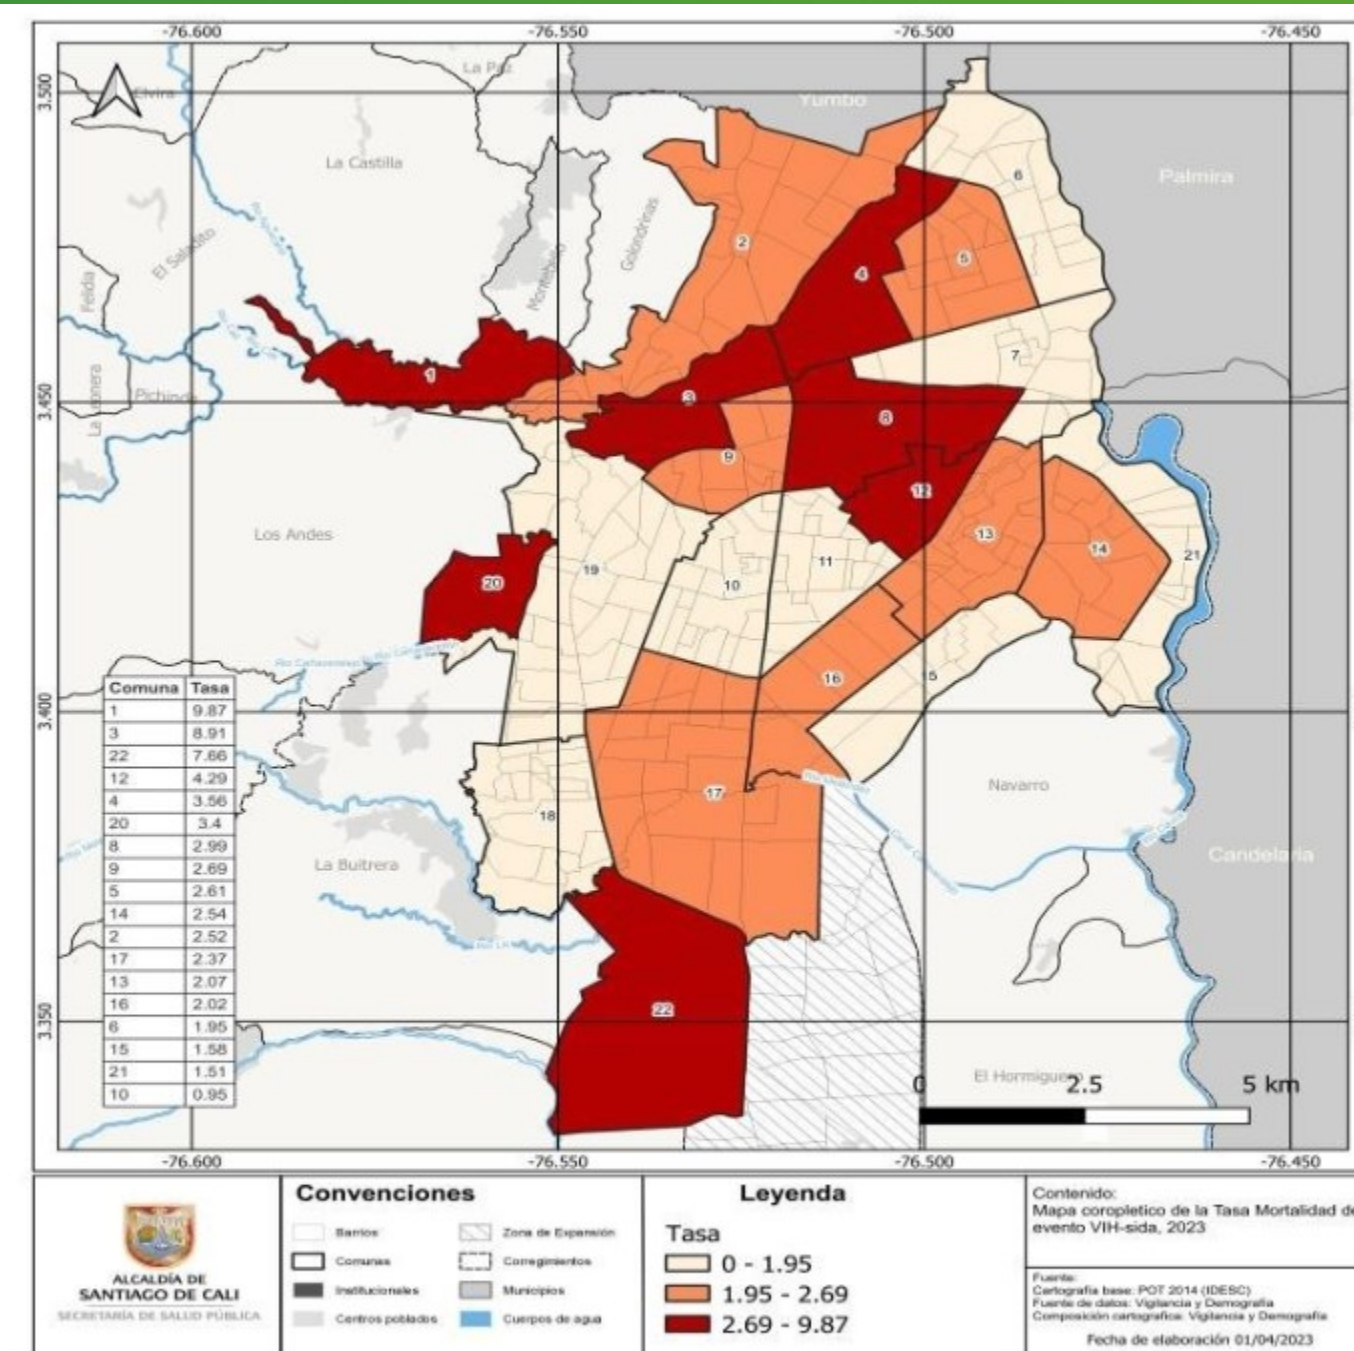 -76.600 -76.550 -76.500 -76.450
3.500
3.450
3.400
3.350
La Paz
Elvira
Yumbo
La Castilla
Palmira
6
El Saladito
Golondrinas
2
5
4
Montebello
Felidia
7
1
La Leonera
Pichinde
3
8
9
12
Los Andes
13
14
21
19
11
20
10
Rio Cañaveralejo
16
15
Comuna Tasa
1 9.87
3 8.91
22 7.66
12 4.29
4 3.56
20 3.4
8 2.99
9 2.69
5 2.61
14 2.54
2 2.52
17 2.37
13 2.07
16 2.02
6 1.95
15 1.58
21 1.51
10 0.95
Navarro
17
18
La Buitrera
Candelaria
22
El Hormiguero
0 2.5 5 km
-76.600 -76.550 -76.500 -76.450
ALCALDÍA DE
SANTIAGO DE CALI
SECRETARÍA DE SALUD PÚBLICA
Convenciones
Barrios
Zona de Expansión
Comunas
Corregimientos
Institucionales
Municipios
Centros poblados
Cuerpos de agua
Leyenda
Tasa
0 - 1.95
1.95 - 2.69
2.69 - 9.87
Contenido:
Mapa coropletico de la Tasa Mortalidad de
evento VIH-sida, 2023
Fuente:
Cartografia base: POT 2014 (IDESC)
Fuente de datos: Vigilancia y Demografia
Composición cartografica: Vigilancia y Demografia
Fecha de elaboración 01/04/2023